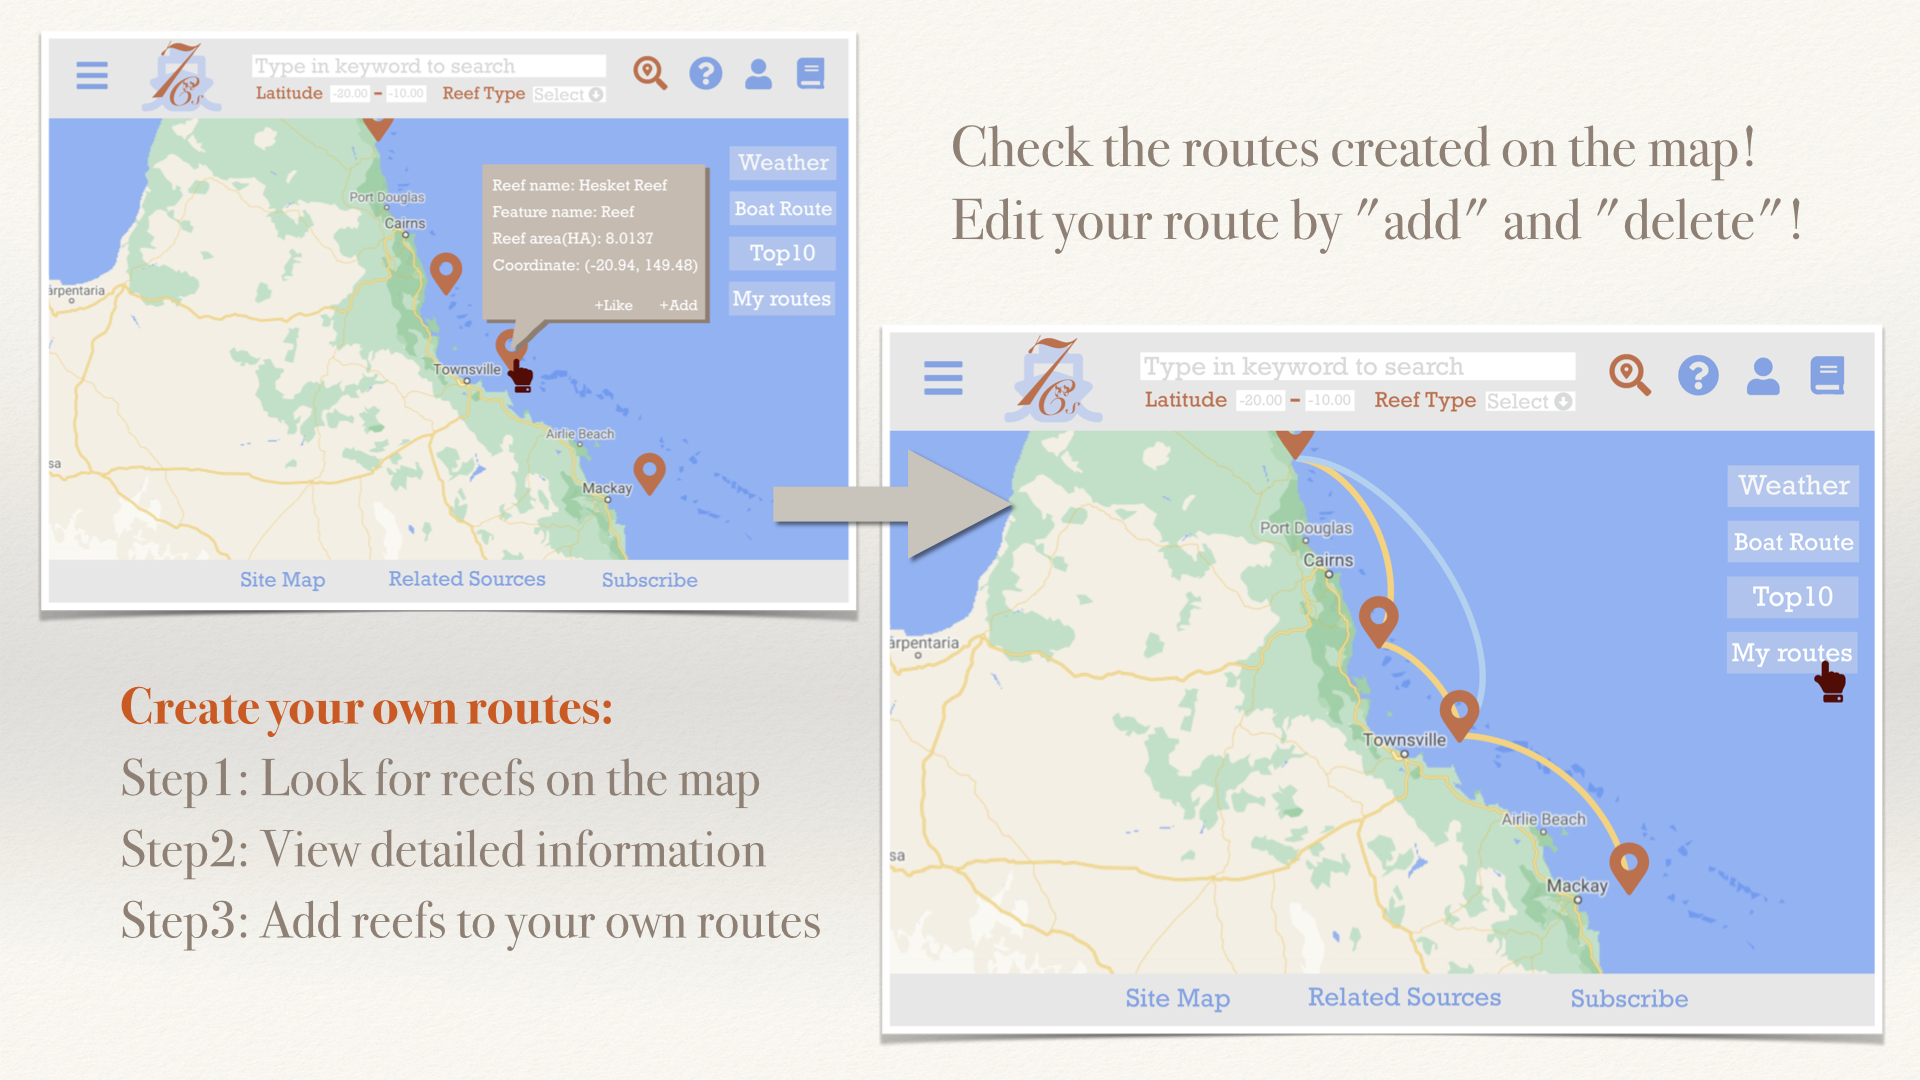 7
Cs
Type in keyword to search
Latitude -20.00 - -10.00 Reef Type Select
Weather
Boat Route
Top10
My routes
Reef name: Hesket Reef
Feature name: Reef
Reef area(HA): 8.0137
Coordinate: (-20.94, 149.48)
+Like +Add
Port Douglas
Cairns
arpentaria
Townsville
Airlie Beach
sa
Mackay
Site Map Related Sources Subscribe
Check the routes created on the map!
Edit your route by "add" and "delete"!
Create your own routes:
Step1: Look for reefs on the map
Step2: View detailed information
Step3: Add reefs to your own routes
7
Cs
Type in keyword to search
Latitude -20.00 - -10.00 Reef Type Select
Weather
Boat Route
Top10
My routes
Port Douglas
Cairns
arpentaria
Townsville
Airlie Beach
sa
Mackay
Site Map Related Sources Subscribe